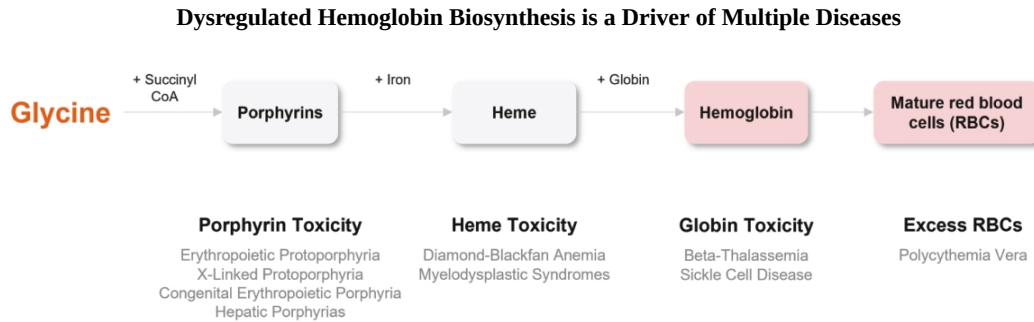 Dysregulated Hemoglobin Biosynthesis is a Driver of Multiple Diseases
Glycine
+ Succinyl
CoA
Porphyrins
+ Iron
Heme
+ Globin
Hemoglobin
Mature red blood
cells (RBCs)
Porphyrin Toxicity
Erythropoietic Protoporphyria
X-Linked Protoporphyria
Congenital Erythropoietic Porphyria
Hepatic Porphyrias
Heme Toxicity
Diamond-Blackfan Anemia
Myelodysplastic Syndromes
Globin Toxicity
Beta-Thalassemia
Sickle Cell Disease
Excess RBCs
Polycythemia Vera